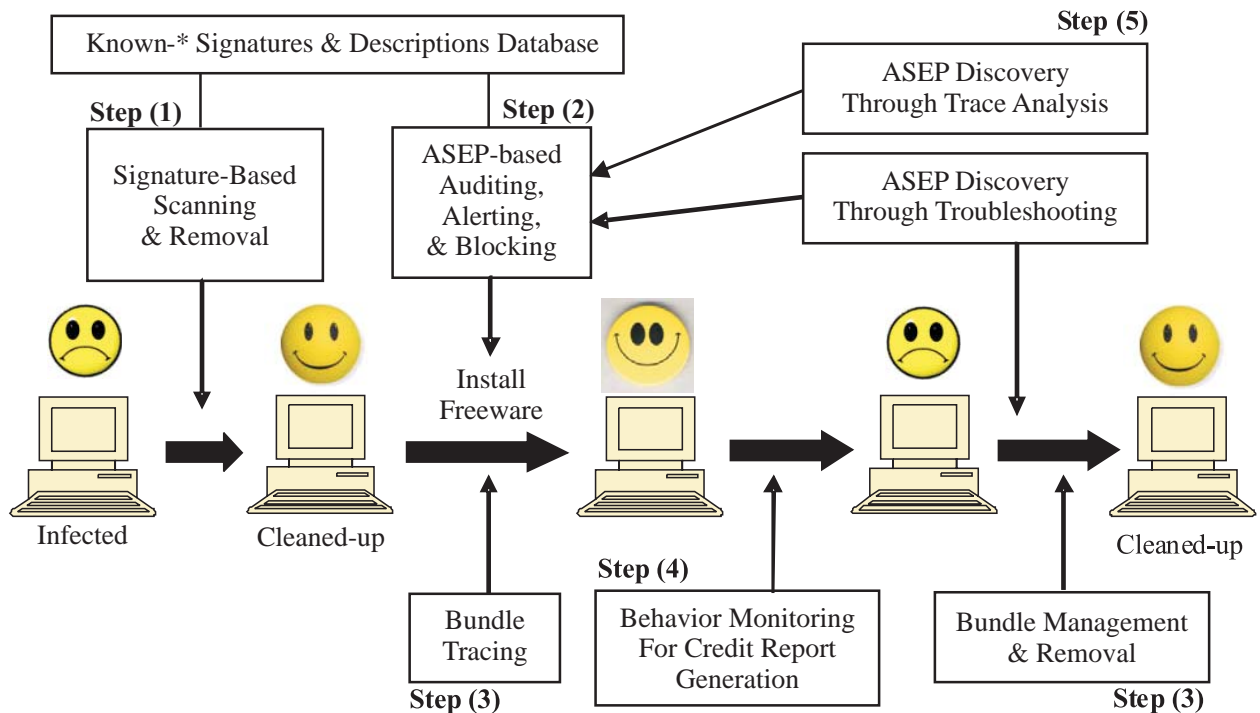 Known-* Signatures & Descriptions Database
Step (5)
ASEP Discovery
Through Trace Analysis
Step (1)
Signature-Based
Scanning
& Removal
Step (2)
ASEP-based
Auditing,
Alerting,
& Blocking
ASEP Discovery
Through Troubleshooting
Install
Freeware
Infected
Cleaned-up
Cleaned-up
Bundle
Tracing
Step (3)
Step (4)
Behavior Monitoring
For Credit Report
Generation
Bundle Management
& Removal
Step (3)